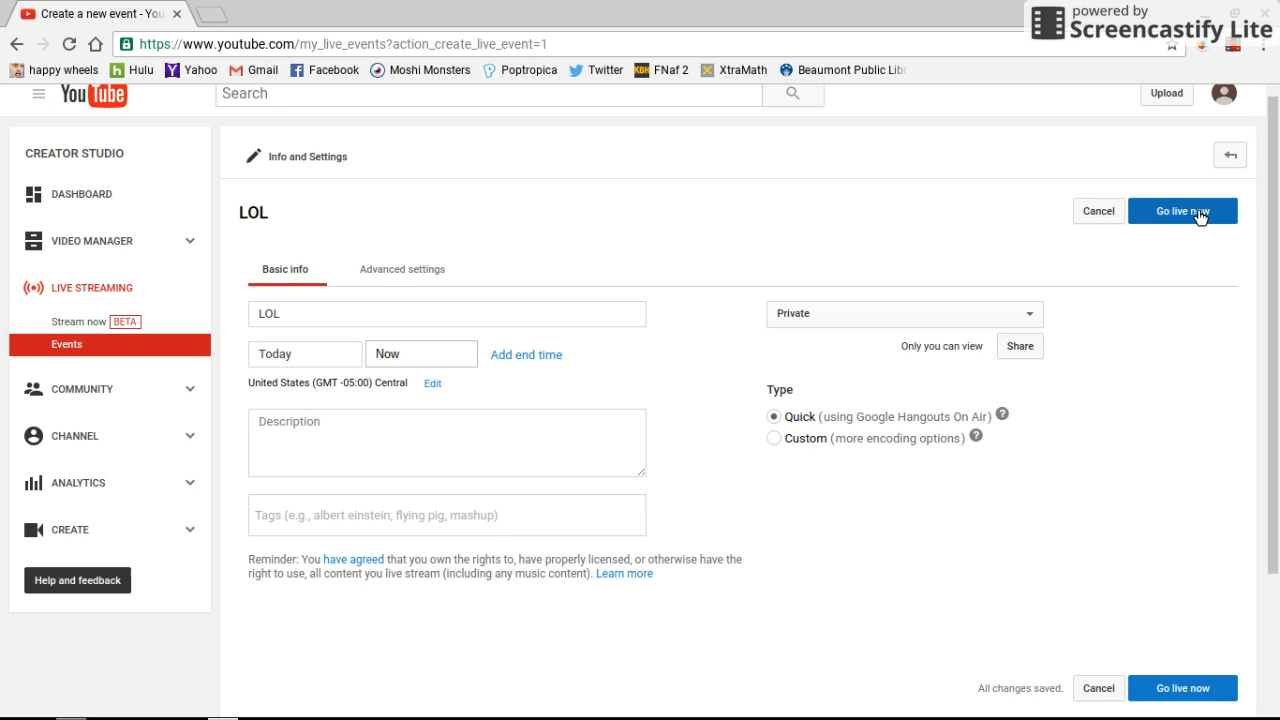 Create a new event - You
powered by
Screencastify Lite
https://www.youtube.com/my_live_events?action_create_live_event=1
happy wheels
Hulu
Yahoo
Gmail
Facebook
Moshi Monsters
Poptropica
Twitter
FNaf 2
XtraMath
Beaumont Public Libr
YouTube
Search
Upload
CREATOR STUDIO
Info and Settings
DASHBOARD
LOL
Cancel
Go live now
VIDEO MANAGER
Basic info
Advanced settings
LIVE STREAMING
LOL
Private
Stream now BETA
Events
Today
Now
Add end time
Only you can view
Share
United States (GMT -05:00) Central
Edit
COMMUNITY
Type
Description
Quick (using Google Hangouts On Air) ?
Custom (more encoding options) ?
CHANNEL
ANALYTICS
Tags (e.g., albert einstein, flying pig, mashup)
CREATE
Reminder: You have agreed that you own the rights to, have properly licensed, or otherwise have the
right to use, all content you live stream (including any music content). Learn more
Help and feedback
All changes saved.
Cancel
Go live now